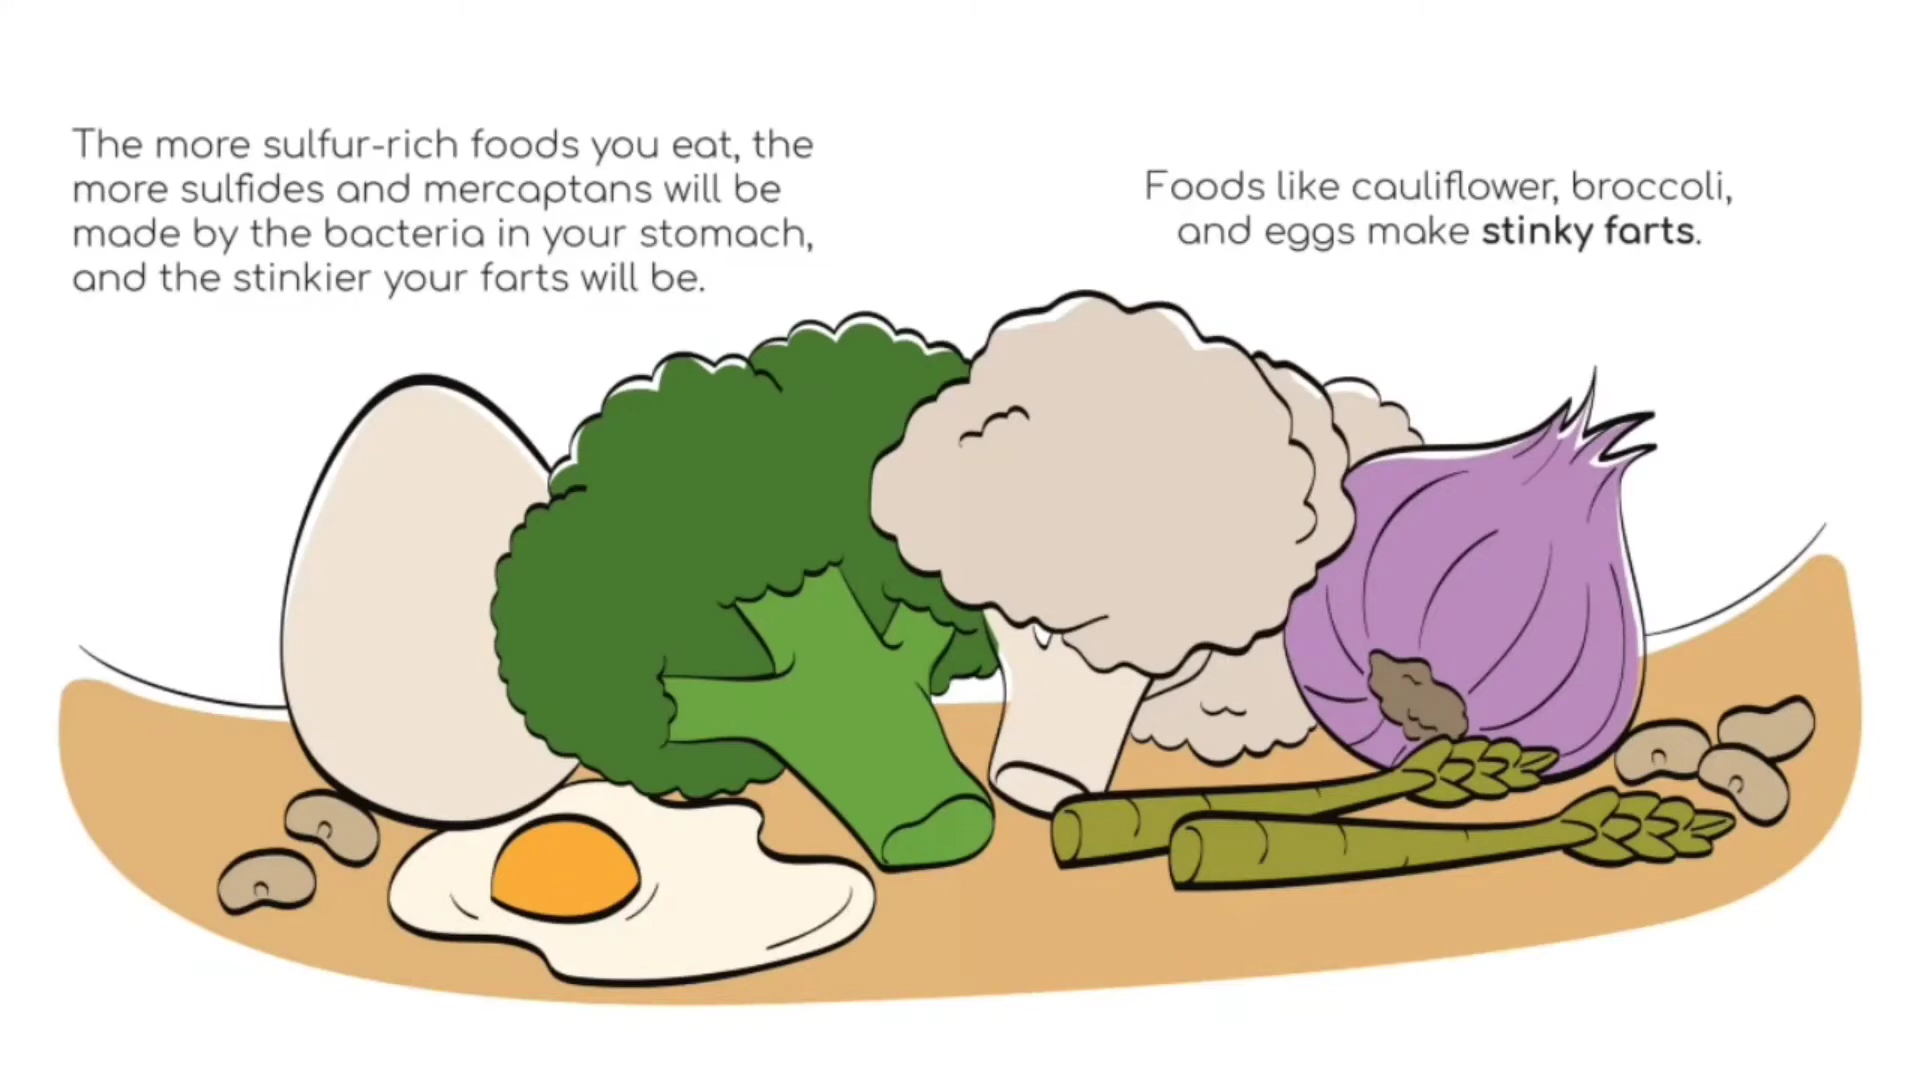 The more sulfur-rich foods you eat, the
more sulfides and mercaptans will be
made by the bacteria in your stomach,
and the stinkier your farts will be.
Foods like cauliflower, broccoli,
and eggs make stinky farts.